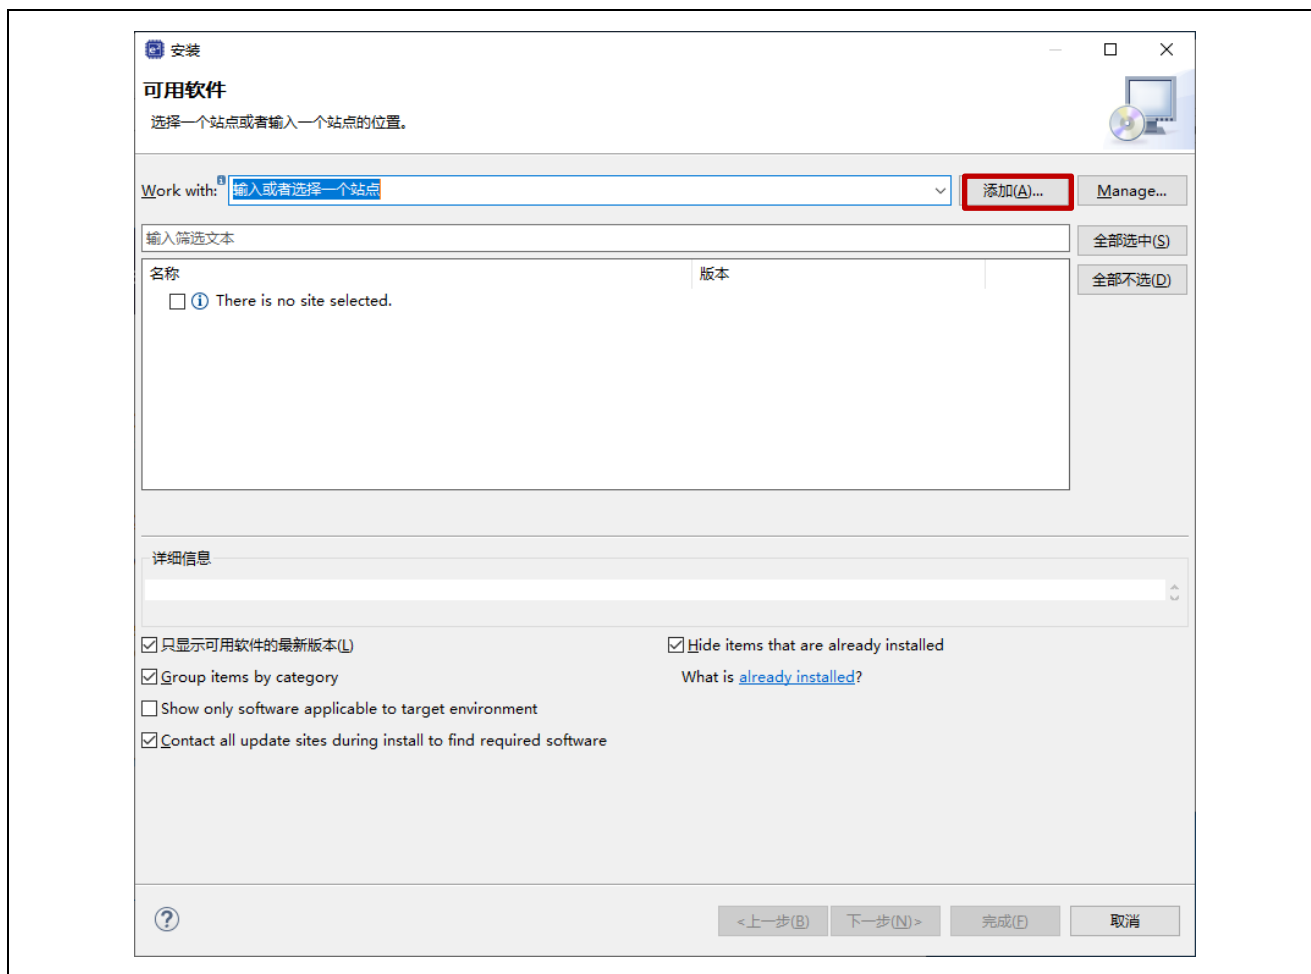 安装
可用软件
选择一个站点或者输入一个站点的位置。
Work with: 输入或者选择一个站点 添加(A)... Manage...
输入筛选文本 全部选中(S)
名称 版本 全部不选(D)
There is no site selected.
详细信息
只显示可用软件的最新版本(L) Hide items that are already installed
Group items by category What is already installed?
Show only software applicable to target environment
Contact all update sites during install to find required software
<上一步(B) 下一步(N)> 完成(F) 取消